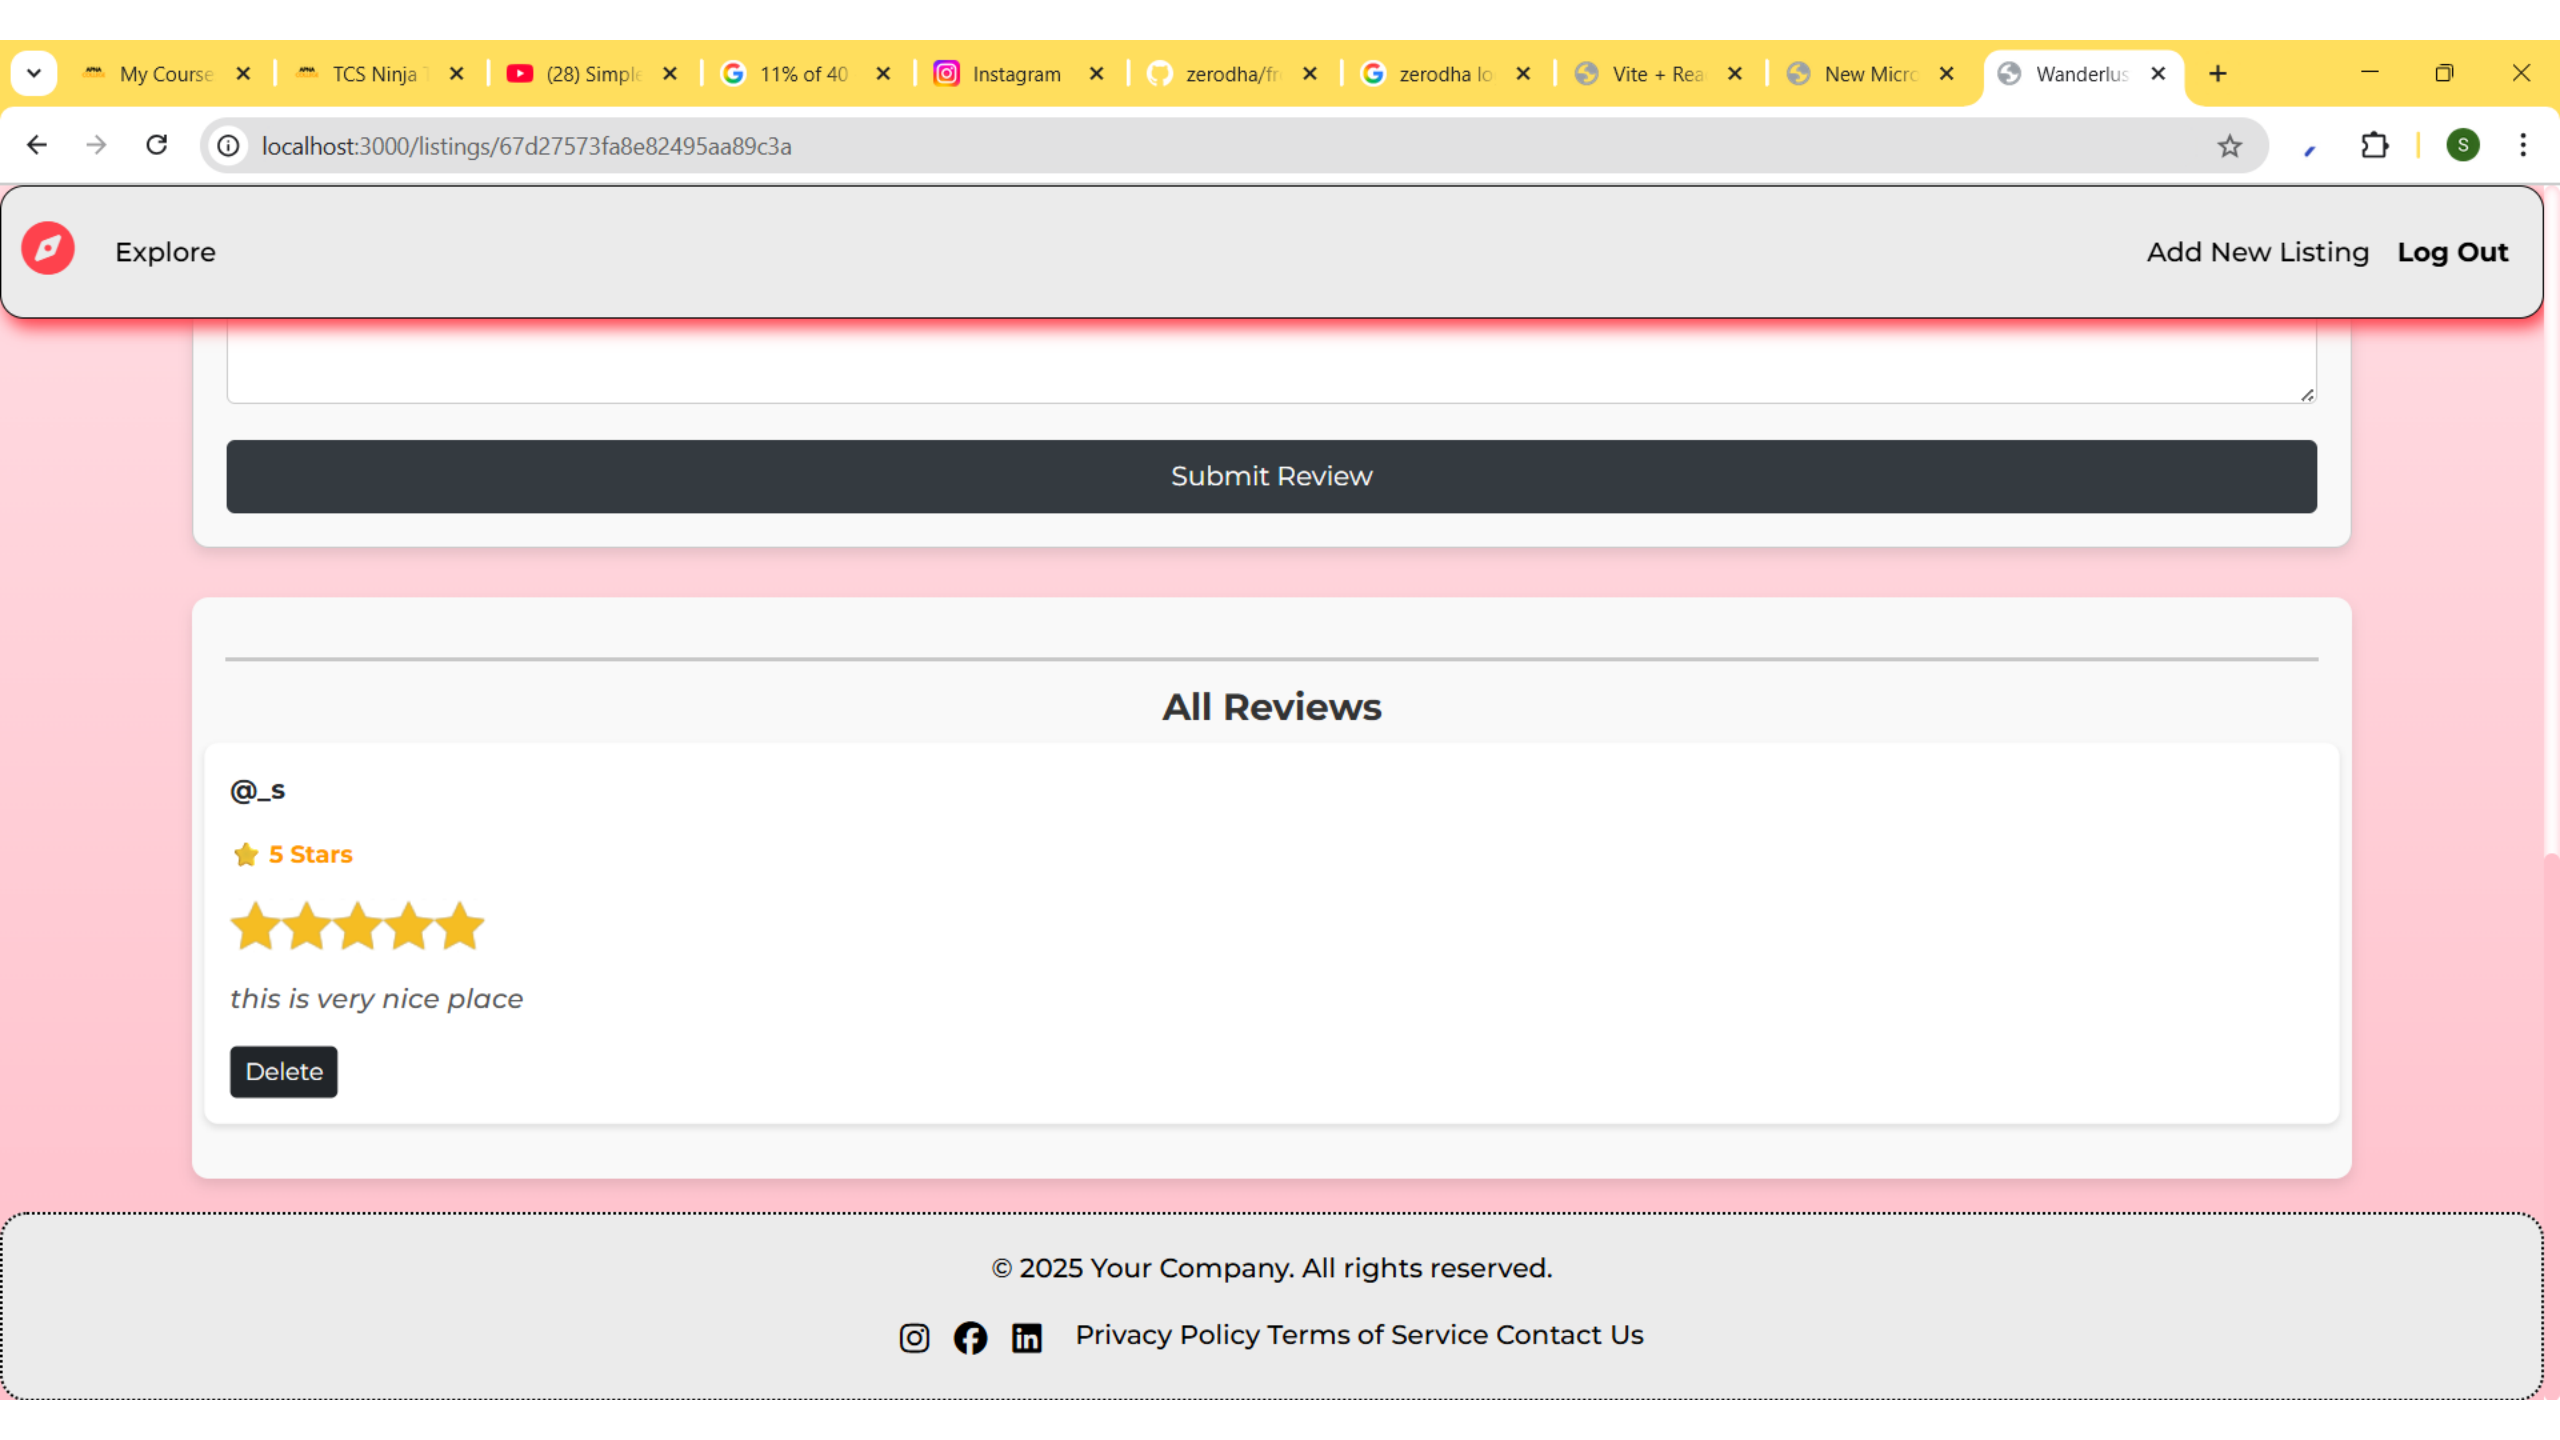 My Course
TCS Ninja T
(28) Simple
11% of 40
Instagram
zerodha/fr
zerodha lo
Vite + Rea
New Micro
Wanderlus
localhost:3000/listings/67d27573fa8e82495aa89c3a
S
Explore
Add New Listing
Log Out
Submit Review
All Reviews
@_s
5 Stars
this is very nice place
Delete
© 2025 Your Company. All rights reserved.
Privacy Policy Terms of Service Contact Us